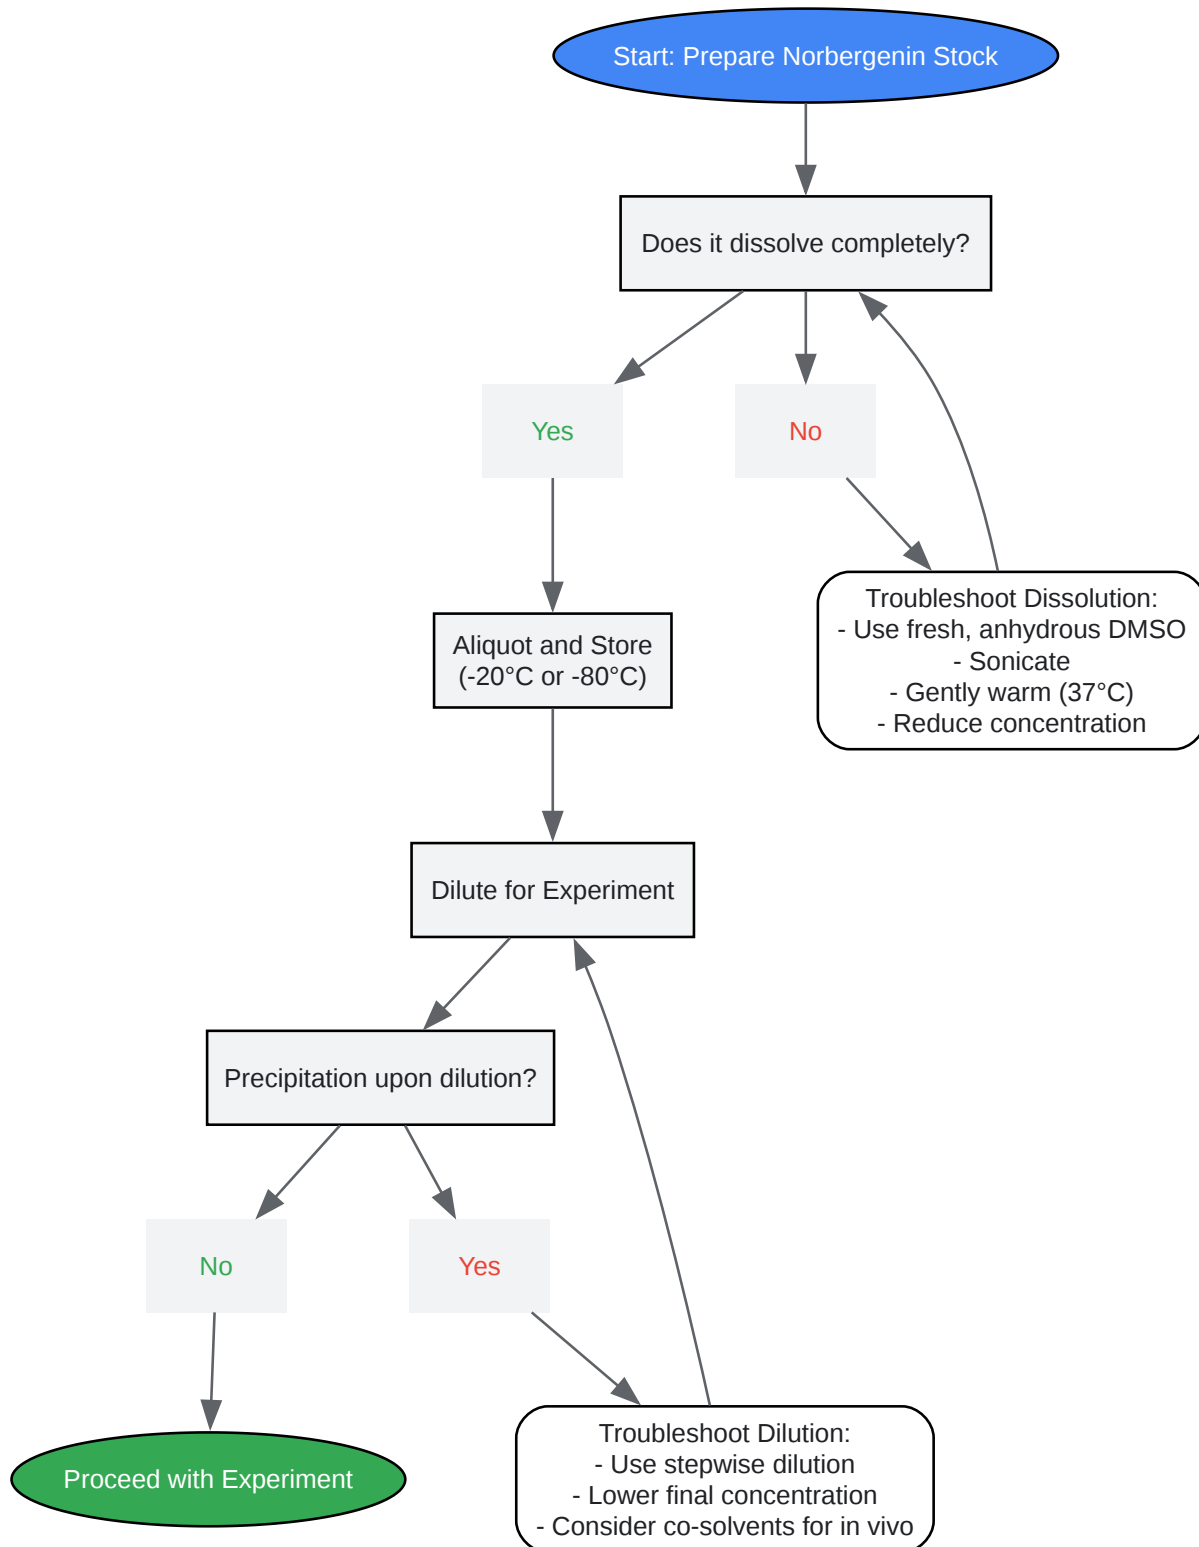 Start: Prepare Norbergenin Stock
Does it dissolve completely?
Yes
No
Troubleshoot Dissolution:
- Use fresh, anhydrous DMSO
- Sonicate
- Gently warm (37°C)
- Reduce concentration
Aliquot and Store
(-20°C or -80°C)
Dilute for Experiment
Precipitation upon dilution?
No
Yes
Proceed with Experiment
Troubleshoot Dilution:
- Use stepwise dilution
- Lower final concentration
- Consider co-solvents for in vivo